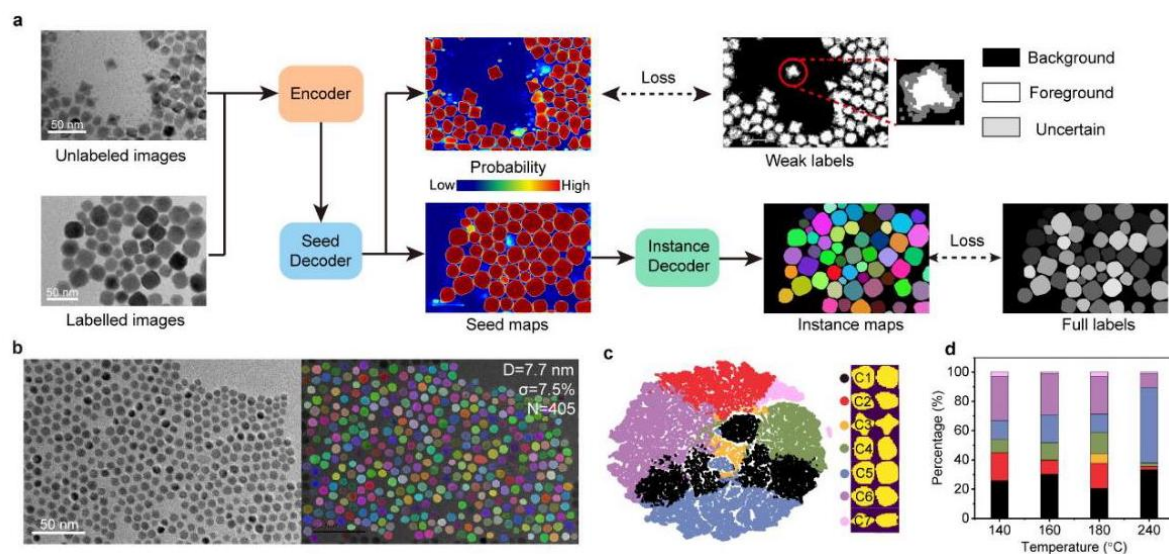 a
50 nm
Unlabeled images
Encoder
Probability
Low
High
Loss
Weak labels
Background
Foreground
Uncertain
50 nm
Labelled images
Seed
Decoder
Seed maps
Instance
Decoder
Instance maps
Loss
Full labels
b
50 nm
D=7.7 nm
σ=7.5%
N=405
c
C1
C2
C3
C4
C5
C6
C7
d
Percentage (%)
100
80
60
40
20
0
140
160
180
240
Temperature (°C)